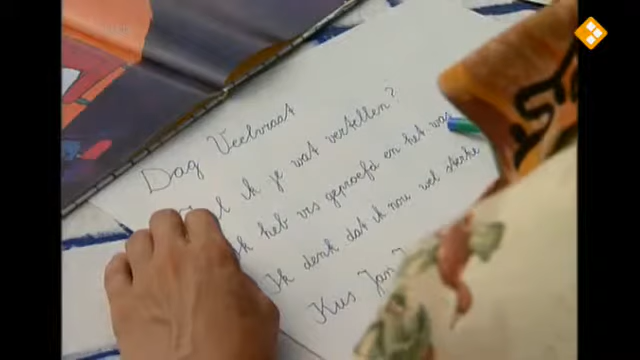 Dag Veelvraat
l ik je wat vertellen?
Ik heb vis geproefd en het was
Ik denk dat ik nou wel sterke
Kus Jan